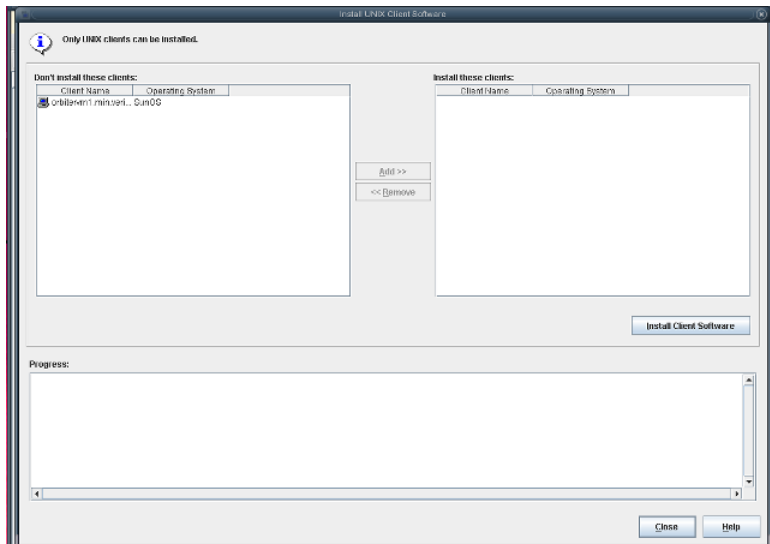 Install UNIX Client Software
Only UNIX clients can be installed.
Don't install these clients:
Client Name Operating System
SunOS
Add >>
<< Remove
Install these clients:
Client Name Operating System
Install Client Software
Progress:
Close Help